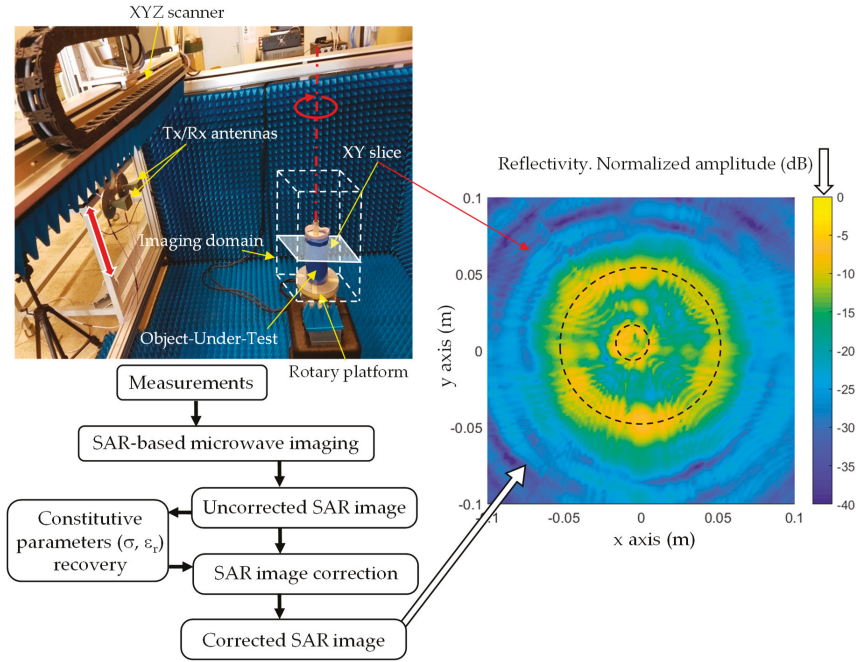 XYZ scanner
Tx/Rx antennas
XY slice
Imaging domain
Object-Under-Test
Rotary platform
Measurements
SAR-based microwave imaging
Uncorrected SAR image
Constitutive
parameters (σ, εr)
recovery
SAR image correction
Corrected SAR image
Reflectivity. Normalized amplitude (dB)
0.1
0.05
0
-0.05
-0.1
y axis (m)
-0.1
-0.05
0
0.05
0.1
x axis (m)
0
-5
-10
-15
-20
-25
-30
-35
-40